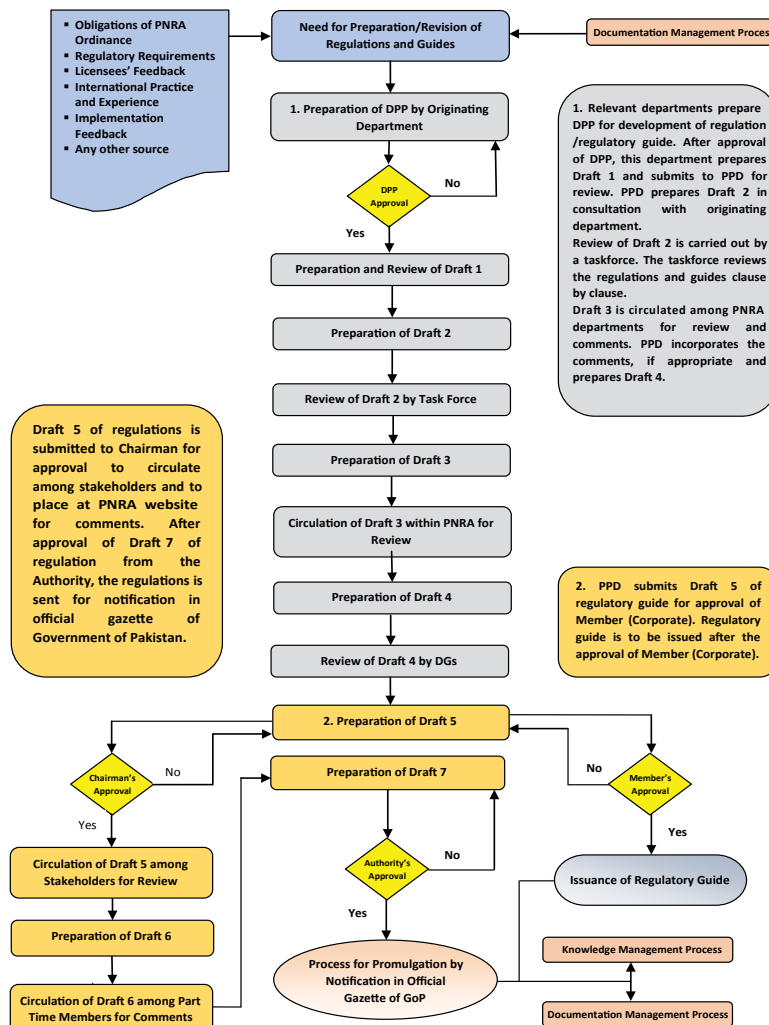 ▪ Obligations of PNRA
Ordinance
▪ Regulatory Requirements
▪ Licensees' Feedback
▪ International Practice
and Experience
▪ Implementation
Feedback
▪ Any other source
Need for Preparation/Revision of
Regulations and Guides
Documentation Management Process
1. Preparation of DPP by Originating
Department
DPP
Approval
No
Yes
1. Relevant departments prepare
DPP for development of regulation
/regulatory guide. After approval
of DPP, this department prepares
Draft 1 and submits to PPD for
review. PPD prepares Draft 2 in
consultation with originating
department.
Review of Draft 2 is carried out by
a taskforce. The taskforce reviews
the regulations and guides clause
by clause.
Draft 3 is circulated among PNRA
departments for review and
comments. PPD incorporates the
comments, if appropriate and
prepares Draft 4.
Preparation and Review of Draft 1
Preparation of Draft 2
Review of Draft 2 by Task Force
Preparation of Draft 3
Circulation of Draft 3 within PNRA for
Review
Preparation of Draft 4
Review of Draft 4 by DGs
Draft 5 of regulations is
submitted to Chairman for
approval to circulate
among stakeholders and to
place at PNRA website
for comments. After
approval of Draft 7 of
regulation from the
Authority, the regulations is
sent for notification in
official gazette of
Government of Pakistan.
2. PPD submits Draft 5 of
regulatory guide for approval of
Member (Corporate). Regulatory
guide is to be issued after the
approval of Member (Corporate).
2. Preparation of Draft 5
Chairman's
Approval
No
Yes
Preparation of Draft 7
Member's
Approval
No
Yes
Circulation of Draft 5 among
Stakeholders for Review
Authority's
Approval
No
Yes
Issuance of Regulatory Guide
Preparation of Draft 6
Circulation of Draft 6 among Part
Time Members for Comments
Process for Promulgation by
Notification in Official
Gazette of GoP
Knowledge Management Process
Documentation Management Process